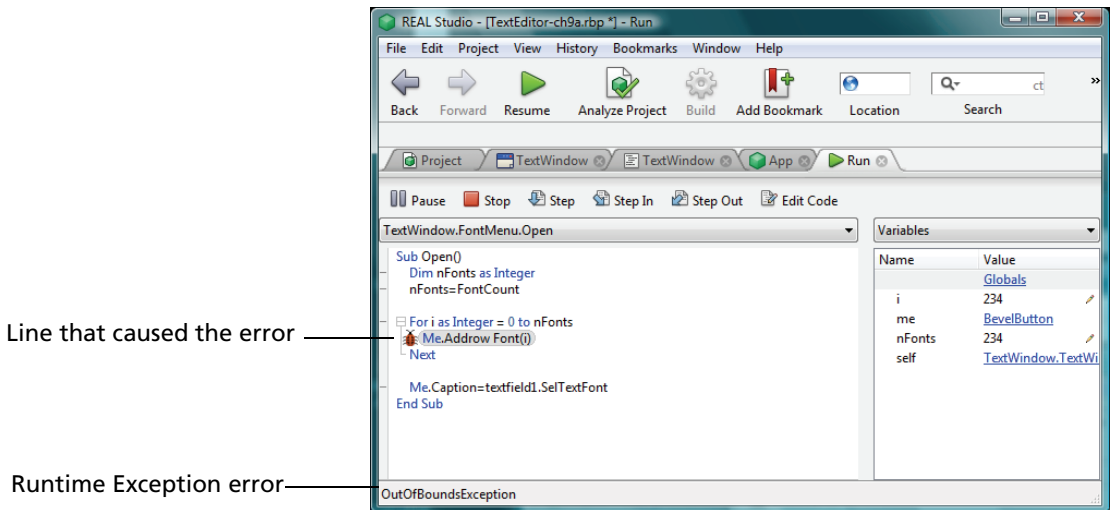 REAL Studio - [TextEditor-ch9a.rbp *] - Run
File Edit Project View History Bookmarks Window Help
ct »
Back Forward Resume Analyze Project Build Add Bookmark Location Search
Project TextWindow TextWindow App Run
Pause Stop Step Step In Step Out Edit Code
TextWindow.FontMenu.Open
Sub Open()
Dim nFonts as Integer
nFonts=FontCount
For i as Integer = 0 to nFonts
Me.Addrow Font(i)
Next
Me.Caption=textfield1.SelTextFont
End Sub
Variables
Name Value
Globals
i 234
me BevelButton
nFonts 234
self TextWindow.TextWi
Line that caused the error
Runtime Exception error
OutOfBoundsException